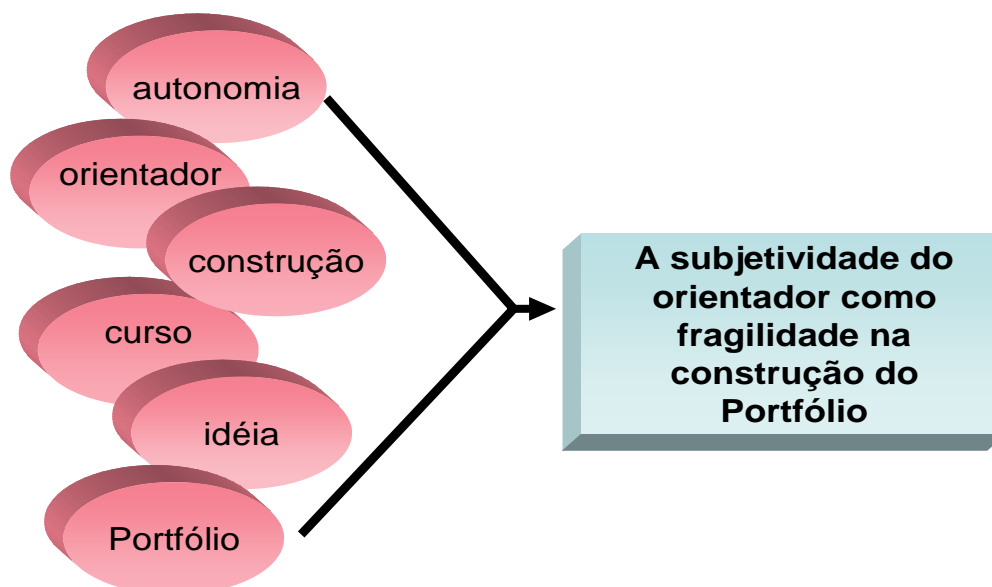 autonomia
orientador
construção
curso
idéia
Portfólio
A subjetividade do
orientador como
fragilidade na
construção do
Portfólio